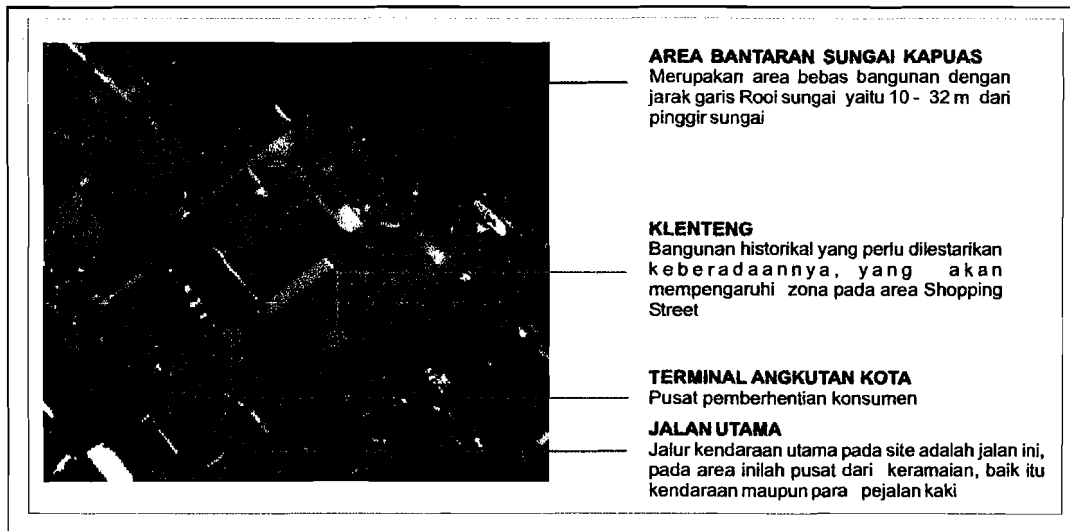 AREA BANTARAN SUNGAI KAPUAS
Merupakan area bebas bangunan dengan
jarak garis Rooi sungai yaitu 10 - 32 m dari
pinggir sungai
KLENTENG
Bangunan historikal yang perlu dilestarikan
keberadaannya, yang akan
mempengaruhi zona pada area Shopping
Street
TERMINAL ANGKUTAN KOTA
Pusat pemberhentian konsumen
JALAN UTAMA
Jalur kendaraan utama pada site adalah jalan ini,
pada area inilah pusat dari keramaian, baik itu
kendaraan maupun para pejalan kaki